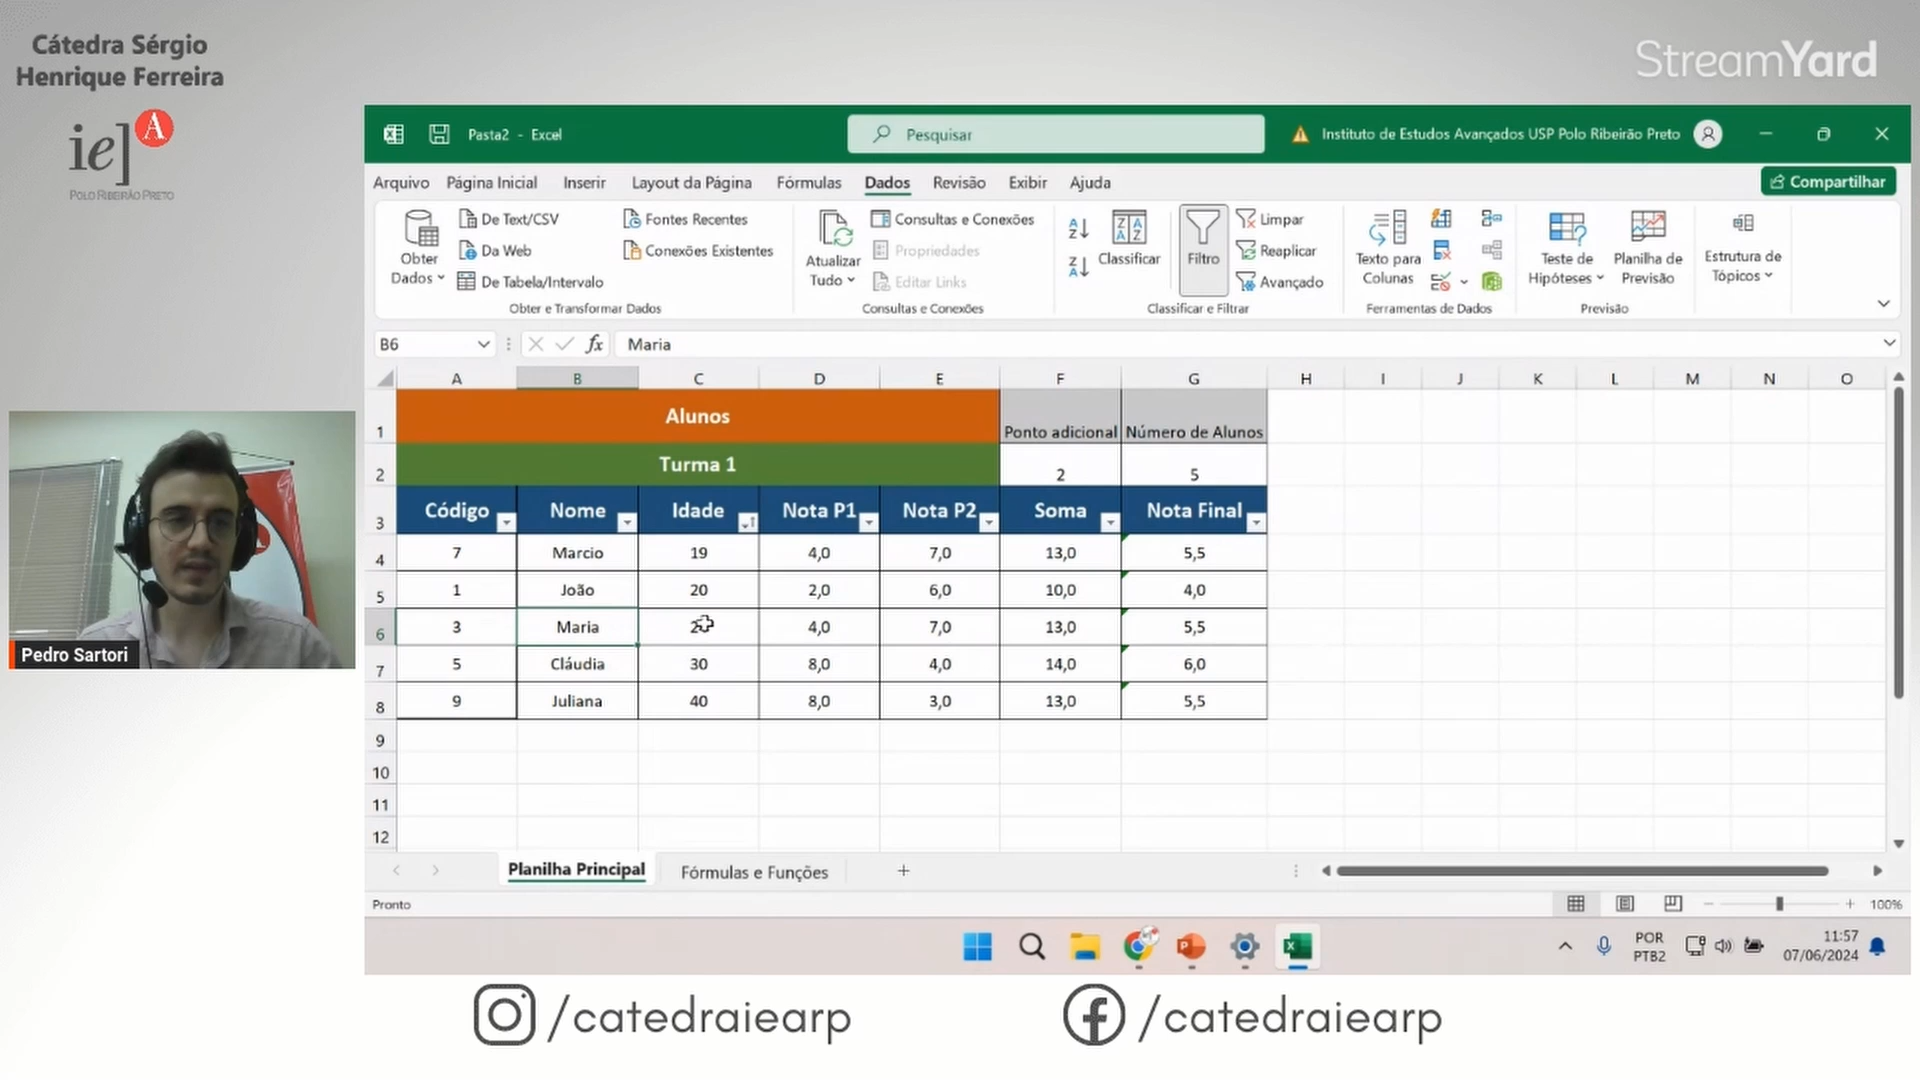 Cátedra Sérgio
Henrique Ferreira
ie] A
POLO RIBEIRÃO PRETO
StreamYard
Pasta2 - Excel
Pesquisar
Instituto de Estudos Avançados USP Polo Ribeirão Preto
Arquivo Página Inicial Inserir Layout da Página Fórmulas Dados Revisão Exibir Ajuda
Compartilhar
Obter Dados
De Text/CSV
Da Web
De Tabela/Intervalo
Fontes Recentes
Conexões Existentes
Obter e Transformar Dados
Atualizar Tudo
Consultas e Conexões
Propriedades
Editar Links
Consultas e Conexões
Classificar
Filtro
Limpar
Reaplicar
Avançado
Classificar e Filtrar
Texto para Colunas
Ferramentas de Dados
Teste de Hipóteses
Planilha de Previsão
Previsão
Estrutura de Tópicos
B6
fx
Maria
A B C D E F G H I J K L M N O
1 Alunos Ponto adicional Número de Alunos
2 Turma 1 2 5
3 Código Nome Idade Nota P1 Nota P2 Soma Nota Final
4 7 Marcio 19 4,0 7,0 13,0 5,5
5 1 João 20 2,0 6,0 10,0 4,0
6 3 Maria 4,0 7,0 13,0 5,5
7 5 Cláudia 30 8,0 4,0 14,0 6,0
8 9 Juliana 40 8,0 3,0 13,0 5,5
9
10
11
12
Planilha Principal Fórmulas e Funções
Pronto
100%
POR
PTB2
11:57
07/06/2024
Pedro Sartori
/catedraiearp
/catedraiearp